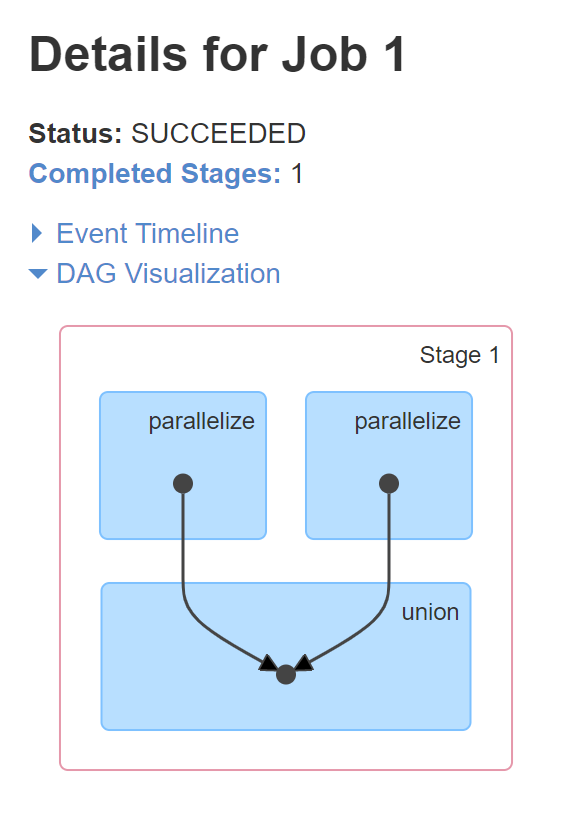 Details for Job 1
Status: SUCCEEDED
Completed Stages: 1
Event Timeline
DAG Visualization
Stage 1
parallelize parallelize
union